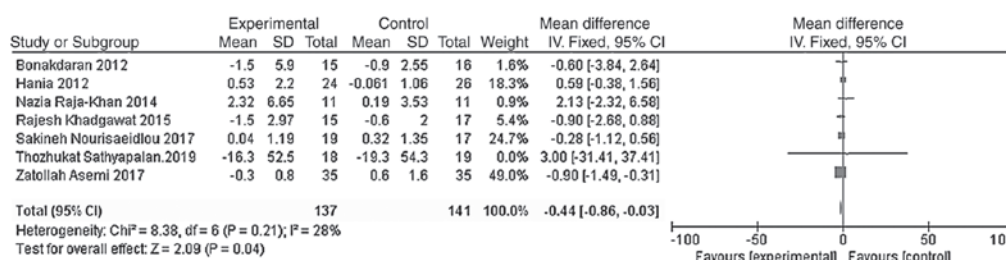 Experimental Control Mean difference Mean difference
Study or Subgroup Mean SD Total Mean SD Total Weight IV. Fixed, 95% CI IV. Fixed, 95% CI
Bonakdaran 2012 -1.5 5.9 15 -0.9 2.55 16 1.6% -0.60 [-3.84, 2.64]
Hania 2012 0.53 2.2 24 -0.061 1.06 26 18.3% 0.59 [-0.38, 1.56]
Nazia Raja-Khan 2014 2.32 6.65 11 0.19 3.53 11 0.9% 2.13 [-2.32, 6.58]
Rajesh Khadgawat 2015 -1.5 2.97 15 -0.6 2 17 5.4% -0.90 [-2.68, 0.88]
Sakineh Nourisaeidlou 2017 0.04 1.19 19 0.32 1.35 17 24.7% -0.28 [-1.12, 0.56]
Thozhukat Sathyapalan.2019 -16.3 52.5 18 -19.3 54.3 19 0.0% 3.00 [-31.41, 37.41]
Zatollah Asemi 2017 -0.3 0.8 35 0.6 1.6 35 49.0% -0.90 [-1.49, -0.31]
Total (95% CI) 137 141 100.0% -0.44 [-0.86, -0.03]
Heterogeneity: Chi² = 8.38, df = 6 (P = 0.21); I² = 28%
Test for overall effect: Z = 2.09 (P = 0.04)
-100 -50 0 50 100
Favours [experimental] Favours [control]